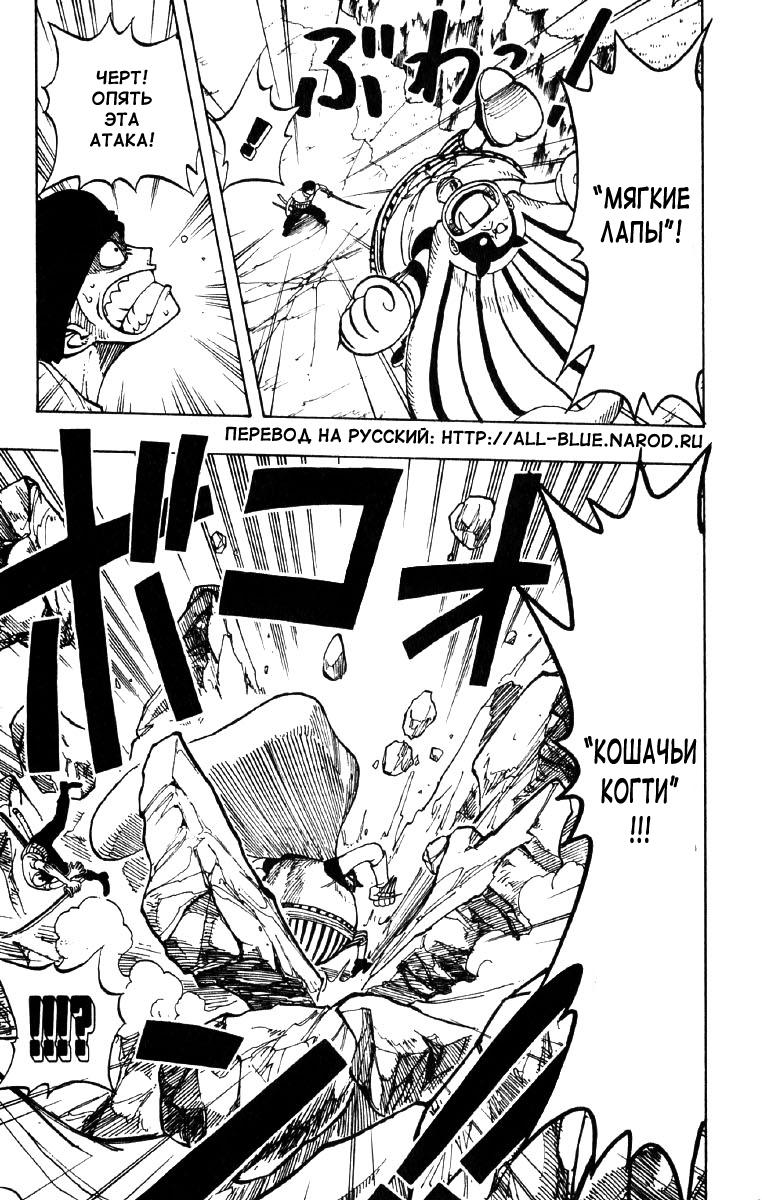 "МЯГКИЕ
ЛАПЫ"!
ぶわっ!
!!
ЧЕРТ!
ОПЯТЬ
ЭТА
АТАКА!
ПЕРЕВОД НА РУССКИЙ: HTTP://ALL-BLUE.NAROD.RU
"КОШАЧЬИ
КОГТИ"
!!!
ボコォ
!!!?